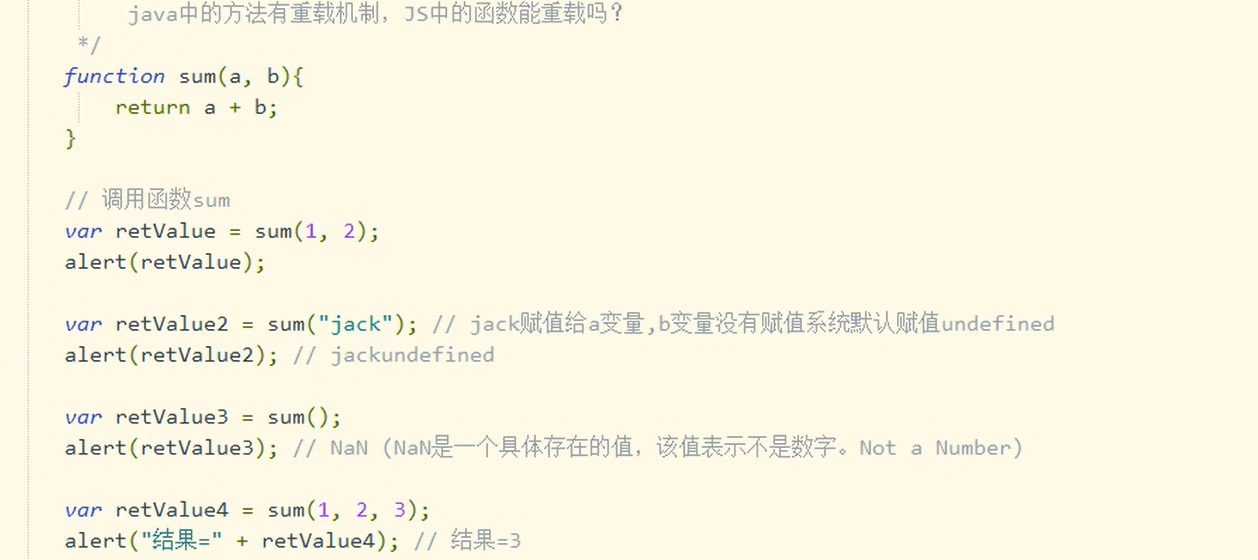 java中的方法有重载机制，JS中的函数能重载吗？
*/
function sum(a, b){
return a + b;
}
// 调用函数sum
var retValue = sum(1, 2);
alert(retValue);
var retValue2 = sum("jack"); // jack赋值给a变量,b变量没有赋值系统默认赋值undefined
alert(retValue2); // jackundefined
var retValue3 = sum();
alert(retValue3); // NaN (NaN是一个具体存在的值，该值表示不是数字。Not a Number)
var retValue4 = sum(1, 2, 3);
alert("结果=" + retValue4); // 结果=3